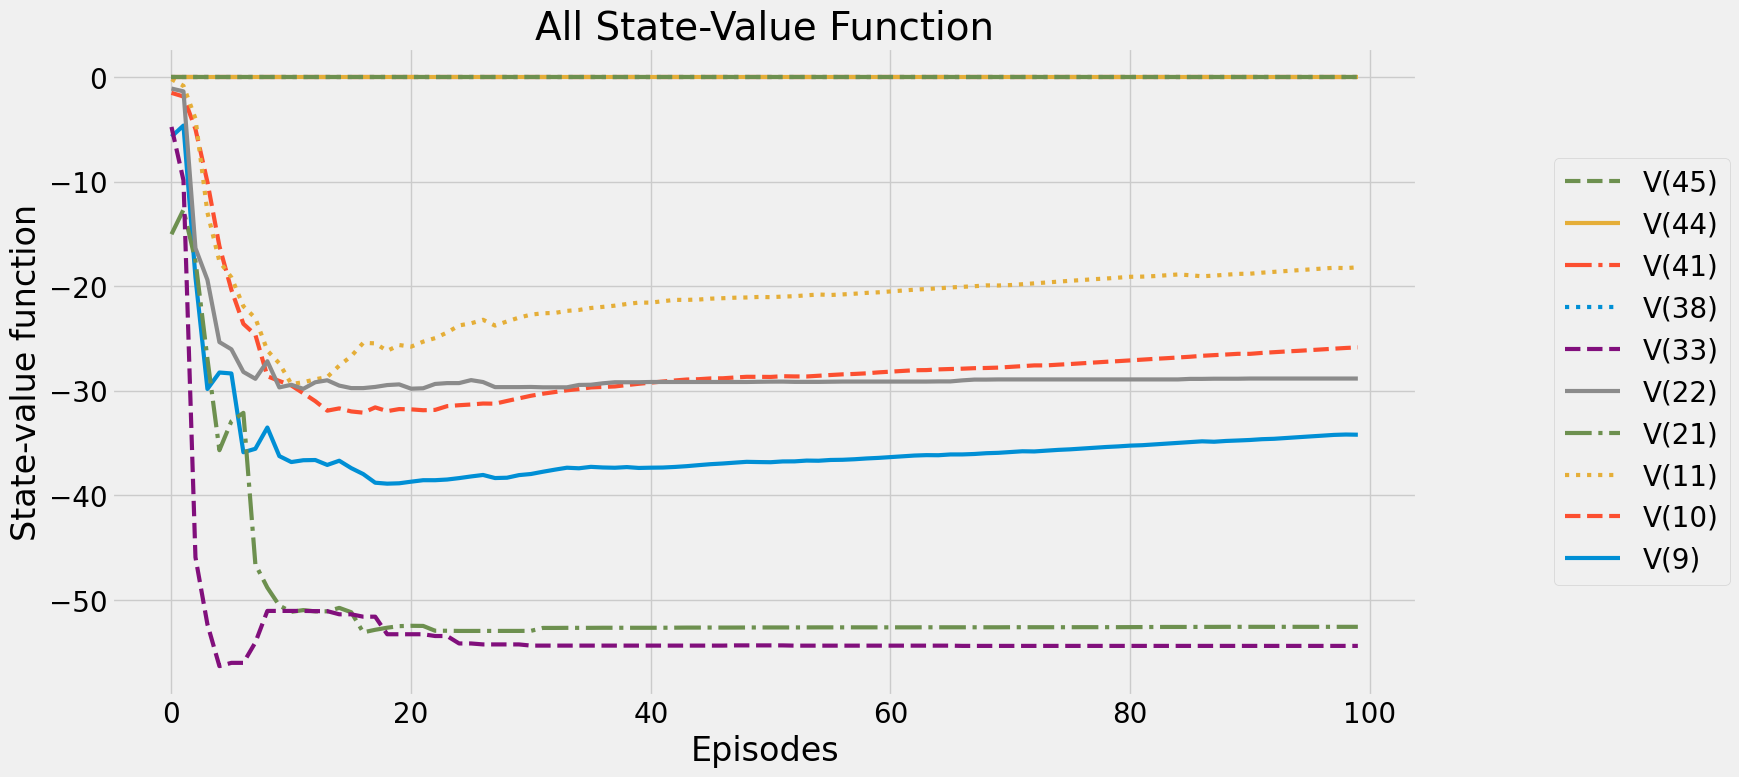 All State-Value Function
State-value function
0
−10
−20
−30
−40
−50
0
20
40
60
80
100
Episodes
V(45)
V(44)
V(41)
V(38)
V(33)
V(22)
V(21)
V(11)
V(10)
V(9)